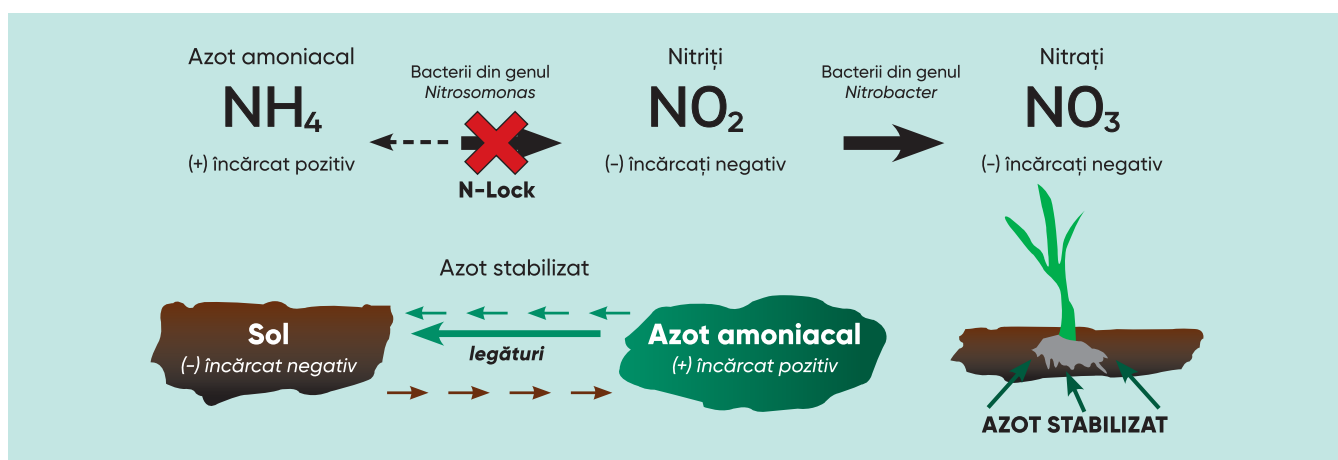 Azot amoniacal
NH₄
(+) încărcat pozitiv
Bacterii din genul
Nitrosomonas
N-Lock
Nitriți
NO₂
(-) încărcați negativ
Bacterii din genul
Nitrobacter
Nitrați
NO₃
(-) încărcați negativ
Azot stabilizat
Sol
(-) încărcat negativ
legături
Azot amoniacal
(+) încărcat pozitiv
AZOT STABILIZAT